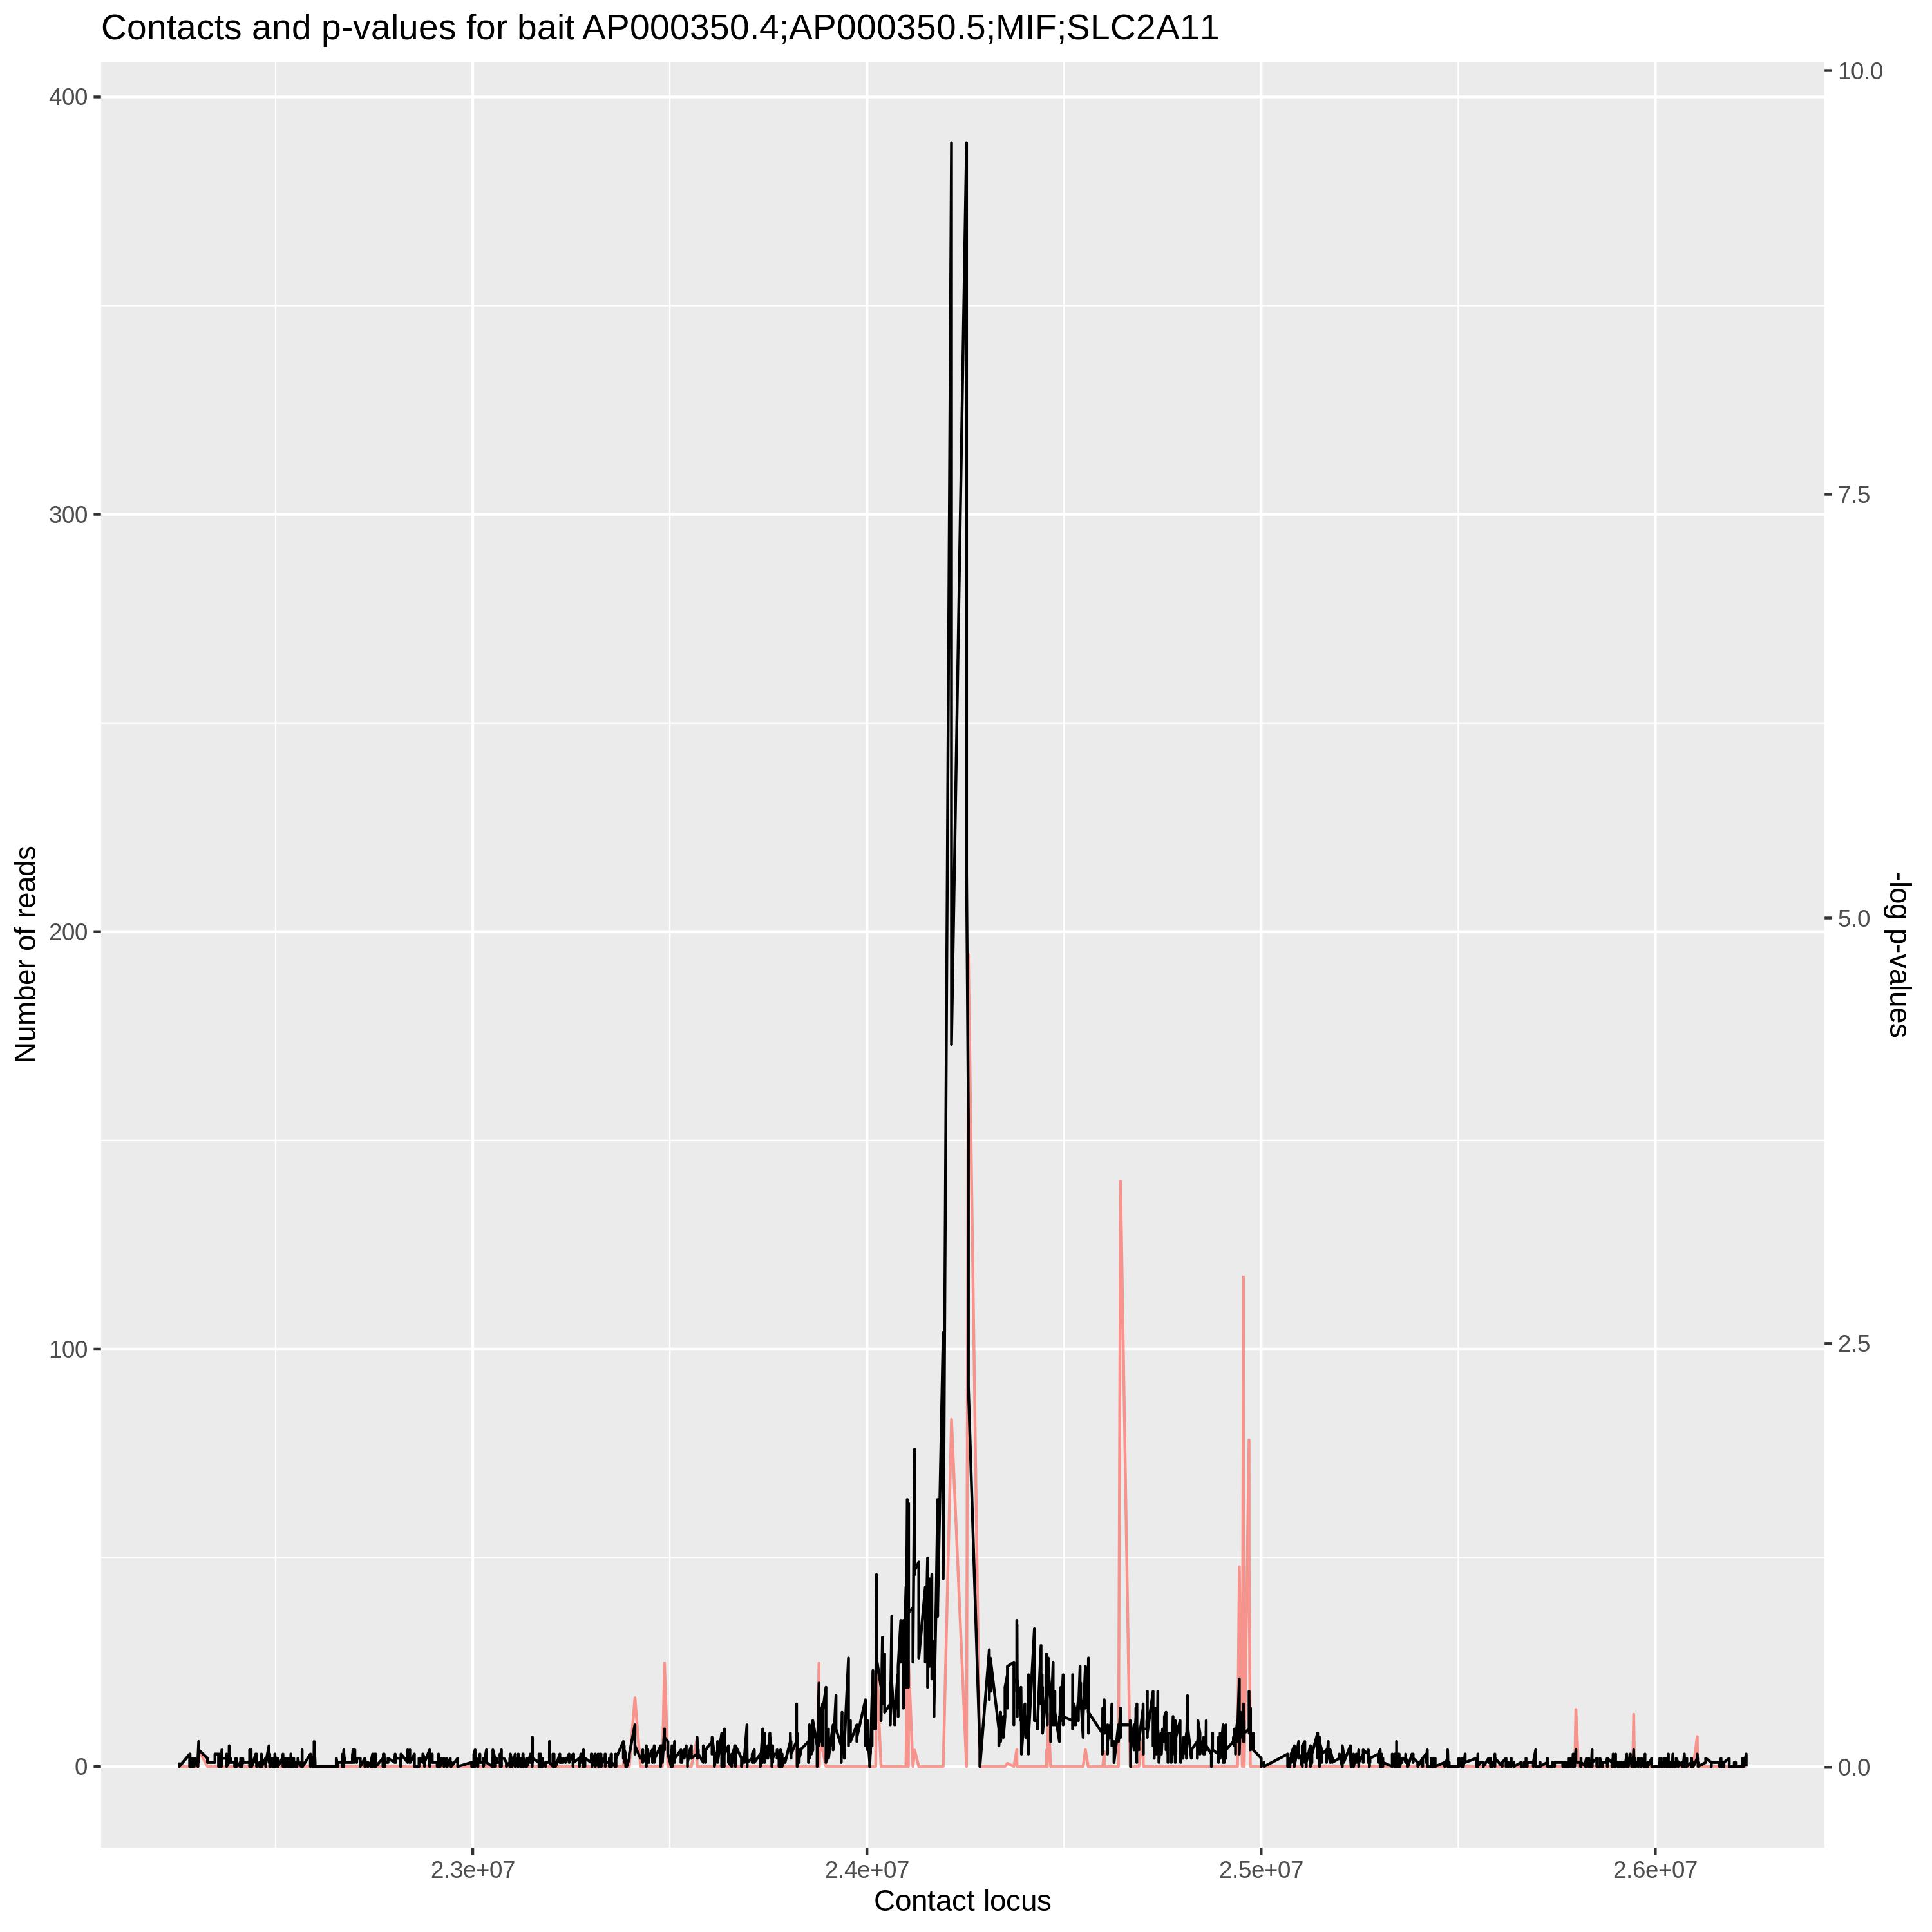 Contacts and p-values for bait AP000350.4;AP000350.5;MIF;SLC2A11
400
300
200
100
0
Number of reads
10.0
7.5
5.0
2.5
0.0
-log p-values
2.3e+07
2.4e+07
2.5e+07
2.6e+07
Contact locus